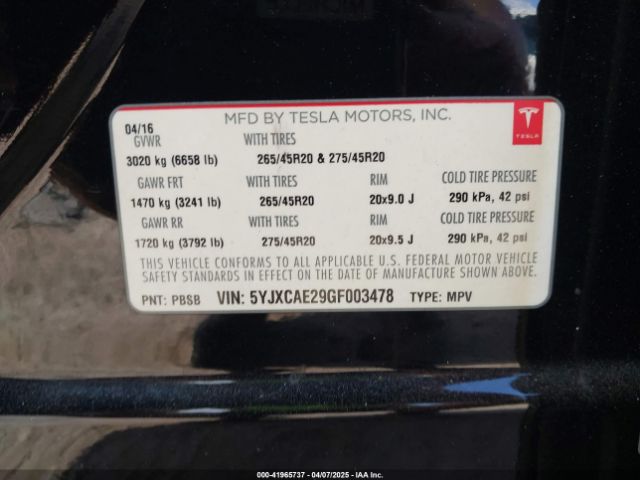 MFD BY TESLA MOTORS, INC.
04/16
GVWR WITH TIRES
3020 kg (6658 lb) 265/45R20 & 275/45R20
GAWR FRT WITH TIRES RIM COLD TIRE PRESSURE
1470 kg (3241 lb) 265/45R20 20x9.0 J 290 kPa, 42 psi
GAWR RR WITH TIRES RIM COLD TIRE PRESSURE
1720 kg (3792 lb) 275/45R20 20x9.5 J 290 kPa, 42 psi
THIS VEHICLE CONFORMS TO ALL APPLICABLE U.S. FEDERAL MOTOR VEHICLE
SAFETY STANDARDS IN EFFECT ON THE DATE OF MANUFACTURE SHOWN ABOVE.
PNT: PBSB VIN: 5YJXCAE29GF003478 TYPE: MPV
TESLA
000-41965737 - 04/07/2025 - IAA Inc.